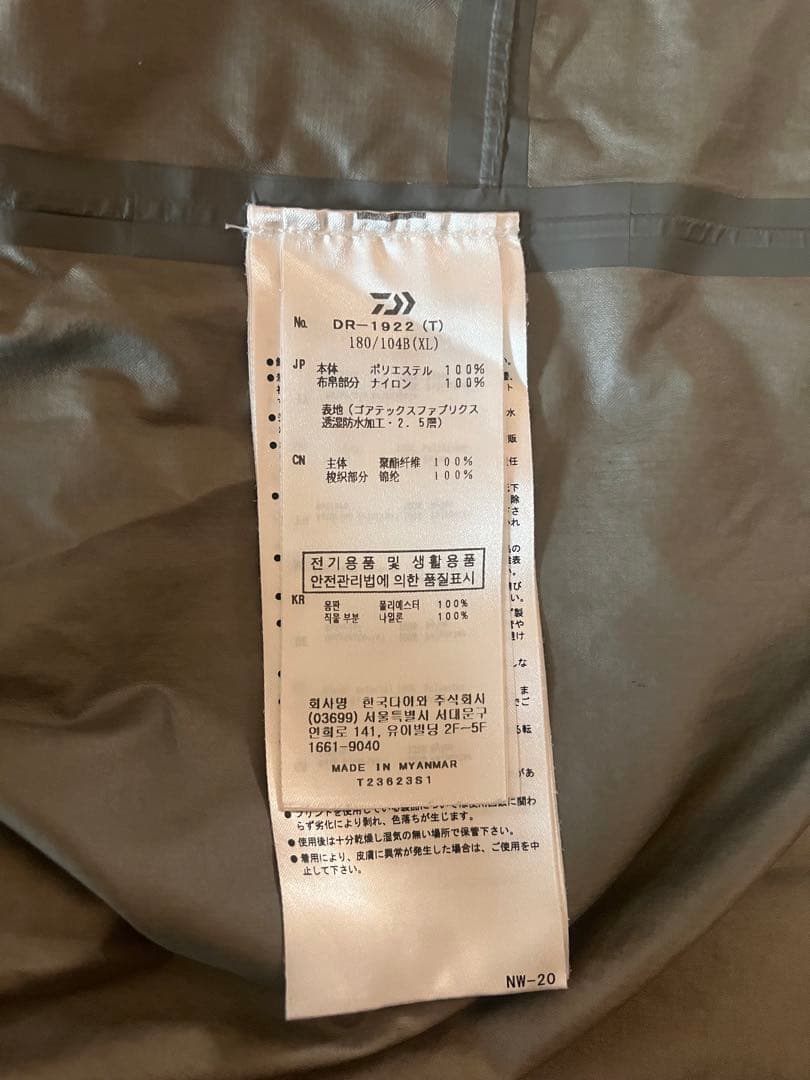 No. DR-1922 (T)
180/104B(XL)
JP 本体 ポリエステル 100%
布帛部分 ナイロン 100%
表地(ゴアテックスファブリクス
透湿防水加工・2.5層)
CN 主体 聚酯纤维 100%
梭织部分 锦纶 100%
전기용품 및 생활용품
안전관리법에 의한 품질표시
KR 몸판 폴리에스터 100%
직물 부분 나일론 100%
회사명 한국다이와 주식회사
(03699) 서울특별시 서대문구
연희로 141, 유이빌딩 2F-5F
1661-9040
MADE IN MYANMAR
T23623S1
らず劣化により剥れ、色落が生じます。
●使用後は十分乾燥し湿気の無い場所で保管下さい。
●着用により、皮膚に異常が発生した場合は、ご使用を中
止して下さい。
NW-20